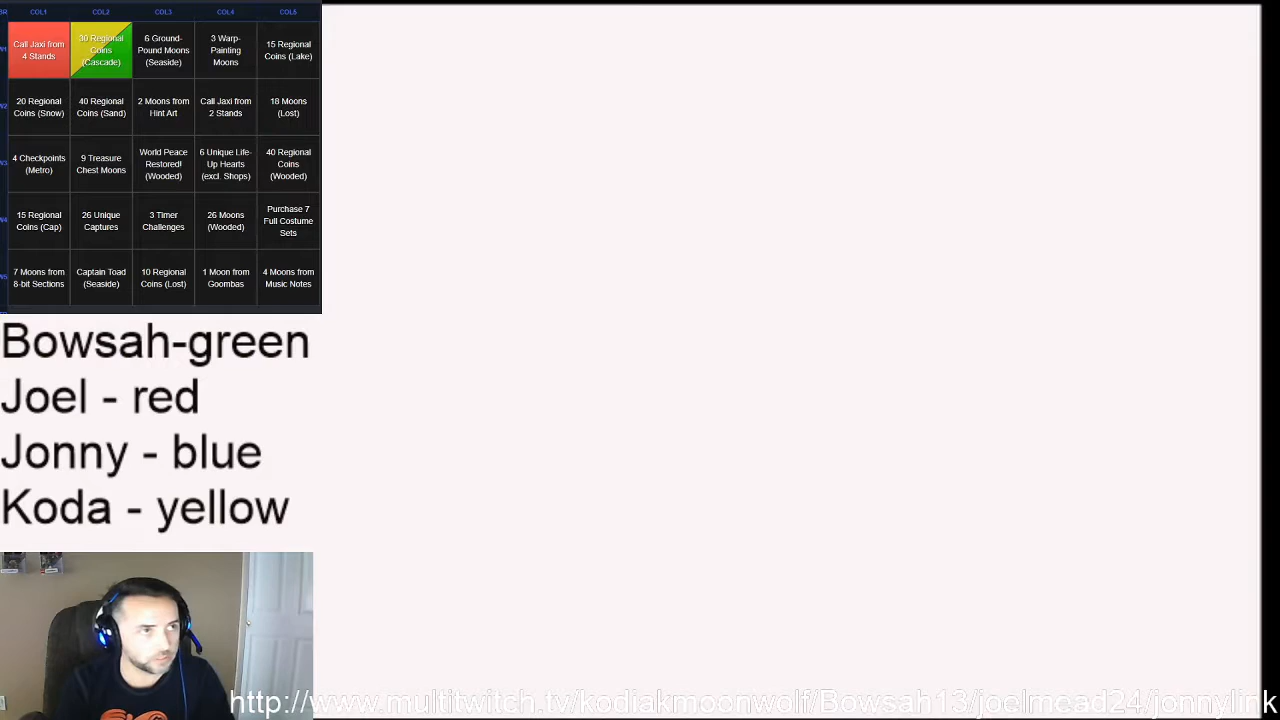 BR COL1 COL2 COL3 COL4 COL5
Call Jaxi from 4 Stands
30 Regional Coins (Cascade)
6 Ground-Pound Moons (Seaside)
3 Warp-Painting Moons
15 Regional Coins (Lake)
20 Regional Coins (Snow)
40 Regional Coins (Sand)
2 Moons from Hint Art
Call Jaxi from 2 Stands
18 Moons (Lost)
4 Checkpoints (Metro)
9 Treasure Chest Moons
World Peace Restored! (Wooded)
6 Unique Life-Up Hearts (excl. Shops)
40 Regional Coins (Wooded)
15 Regional Coins (Cap)
26 Unique Captures
3 Timer Challenges
26 Moons (Wooded)
Purchase 7 Full Costume Sets
7 Moons from 8-bit Sections
Captain Toad (Seaside)
10 Regional Coins (Lost)
1 Moon from Goombas
4 Moons from Music Notes
Bowsah-green
Joel - red
Jonny - blue
Koda - yellow
http://www.multitwitch.tv/kodiakmoonwolf/Bowsah13/joelmead24/jonnylink